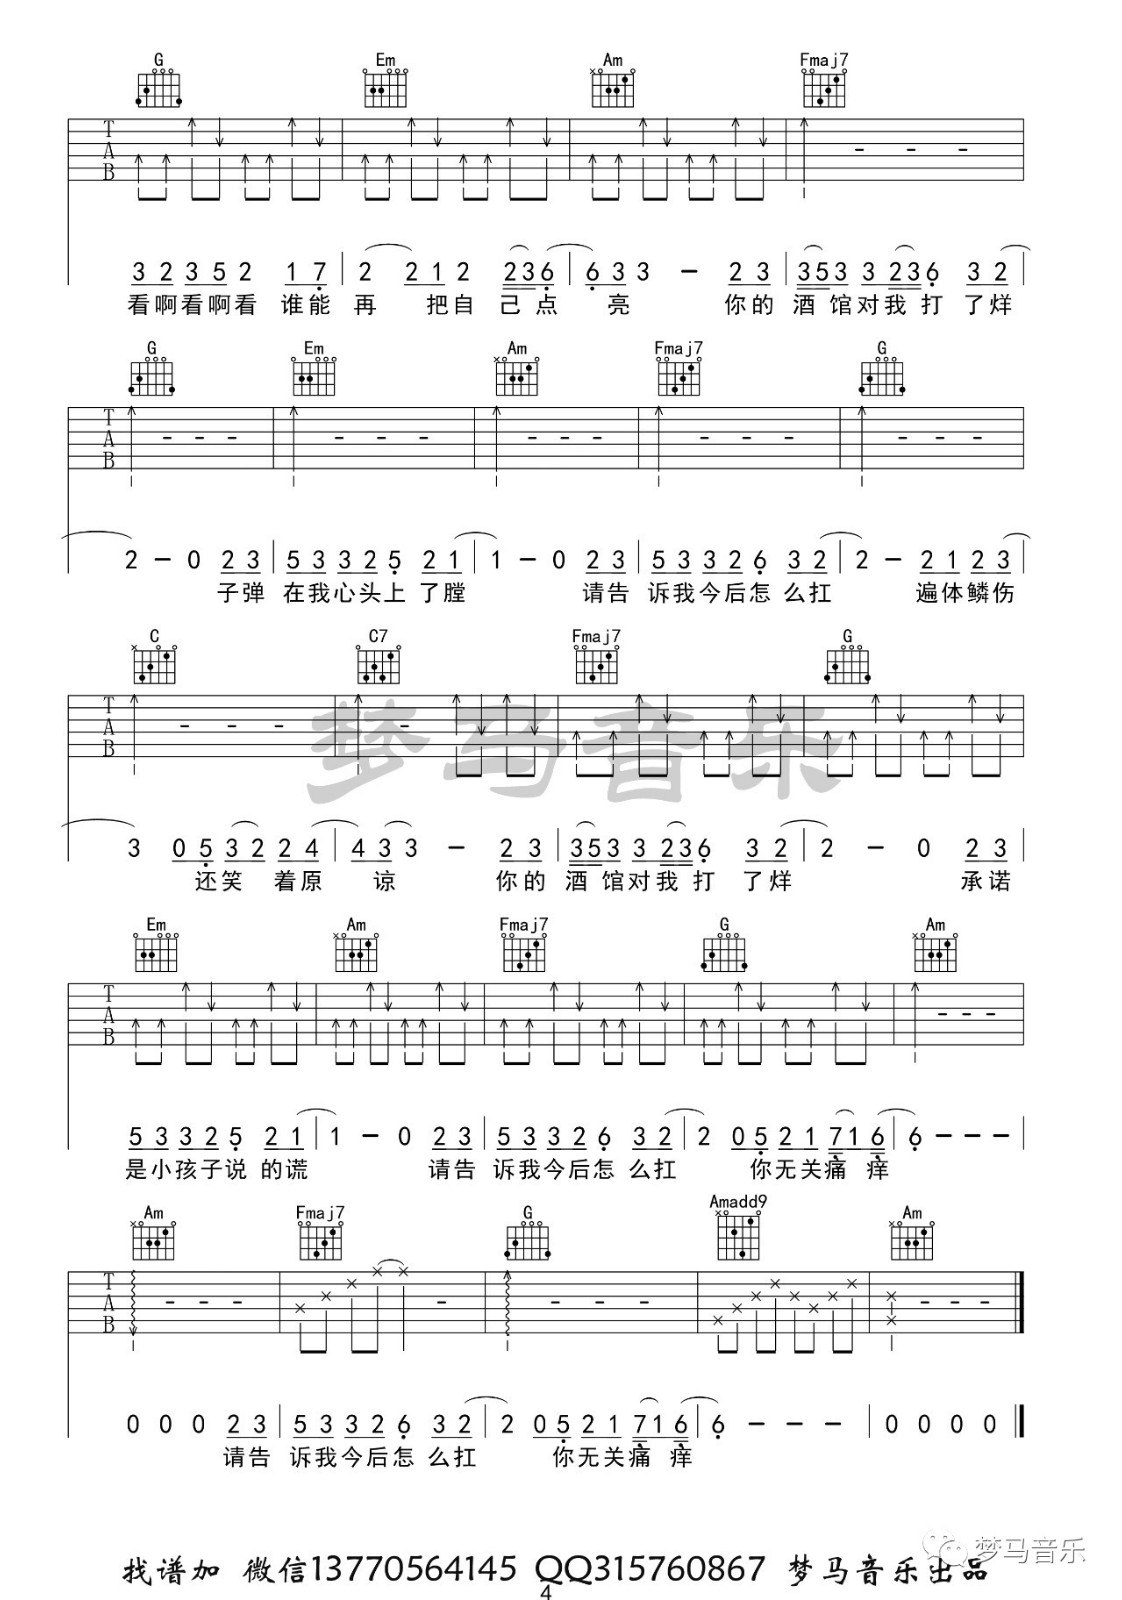 G Em Am Fmaj7
T
A
B
3 2 3 5 2 1 7 | 2 2 1 2 2 3 6 | 6 3 3 - 2 3 | 3 5 3 3 2 3 6 3 2 |
看啊看啊看 谁能 再 把自 己点 亮 你的 酒 馆对我 打 了烊
G Em Am Fmaj7 G
T
A
B
2 - 0 2 3 | 5 3 3 2 5 2 1 | 1 - 0 2 3 | 5 3 3 2 6 3 2 | 2 - 2 1 2 3 |
子弹 在我心头上 了膛 请告 诉我今后怎 么扛 遍体鳞伤
C C7 Fmaj7 G
T
A
B
3 0 5 3 2 2 4 | 4 3 3 - 2 3 | 3 5 3 3 2 3 6 3 2 | 2 - 0 2 3 |
还笑 着原 谅 你的 酒 馆对我 打 了烊 承诺
梦马音乐
Em Am Fmaj7 G Am
T
A
B
5 3 3 2 5 2 1 | 1 - 0 2 3 | 5 3 3 2 6 3 2 | 2 0 5 2 1 7 1 6 | 6 - - - |
是小孩子说 的谎 请告 诉我今后怎 么扛 你无关痛 痒
Am Fmaj7 G Amadd9 Am
T
A
B
0 0 0 2 3 | 5 3 3 2 6 3 2 | 2 0 5 2 1 7 1 6 | 6 - - - | 0 0 0 0
请告 诉我今后怎 么扛 你无关痛 痒
梦马音乐
找谱加 微信13770564145 QQ315760867 梦马音乐出品
4